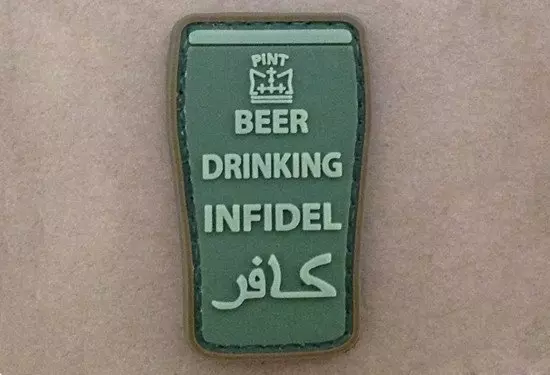 PINT
BEER
DRINKING
INFIDEL
كافر